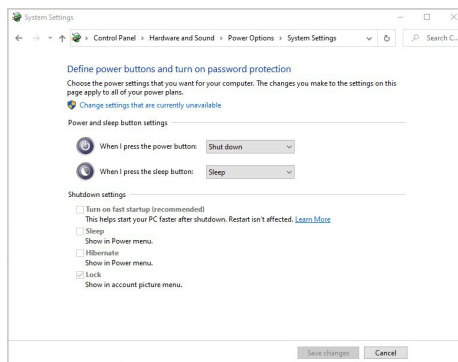 System Settings
Control Panel > Hardware and Sound > Power Options > System Settings
Search C...
Define power buttons and turn on password protection
Choose the power settings that you want for your computer. The changes you make to the settings on this
page apply to all of your power plans.
Change settings that are currently unavailable
Power and sleep button settings
When I press the power button: Shut down
When I press the sleep button: Sleep
Shutdown settings
Turn on fast startup (recommended)
This helps start your PC faster after shutdown. Restart isn't affected. Learn More
Sleep
Show in Power menu.
Hibernate
Show in Power menu.
Lock
Show in account picture menu.
Save changes Cancel